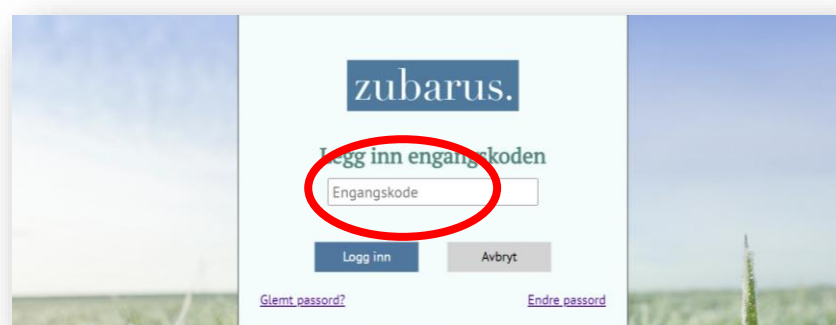 zubarus.
Legg inn engangskoden
Engangskode
Logg inn
Avbryt
Glemt passord?
Endre passord